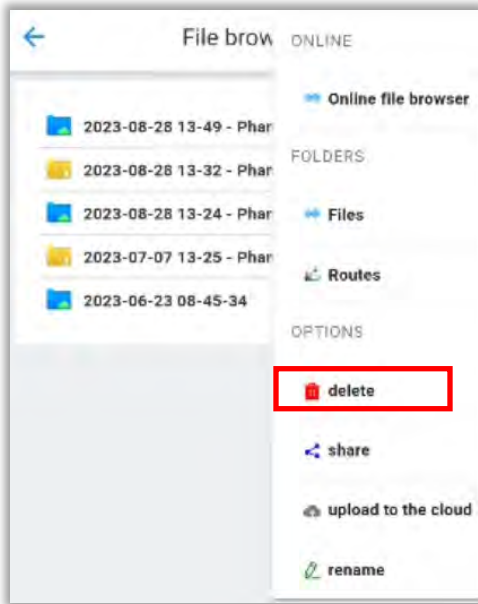 File brow
2023-08-28 13-49 - Phar
2023-08-28 13-32 - Phar
2023-08-28 13-24 - Phar
2023-07-07 13-25 - Phar
2023-06-23 08-45-34
ONLINE
Online file browser
FOLDERS
Files
Routes
OPTIONS
delete
share
upload to the cloud
rename